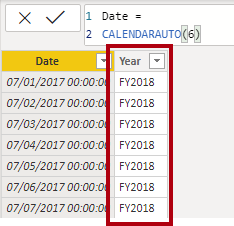 1 Date =
2 CALENDARAUTO(6)
Date Year
07/01/2017 00:00:00 FY2018
07/02/2017 00:00:00 FY2018
07/03/2017 00:00:00 FY2018
07/04/2017 00:00:00 FY2018
07/05/2017 00:00:00 FY2018
07/06/2017 00:00:00 FY2018
07/07/2017 00:00:00 FY2018